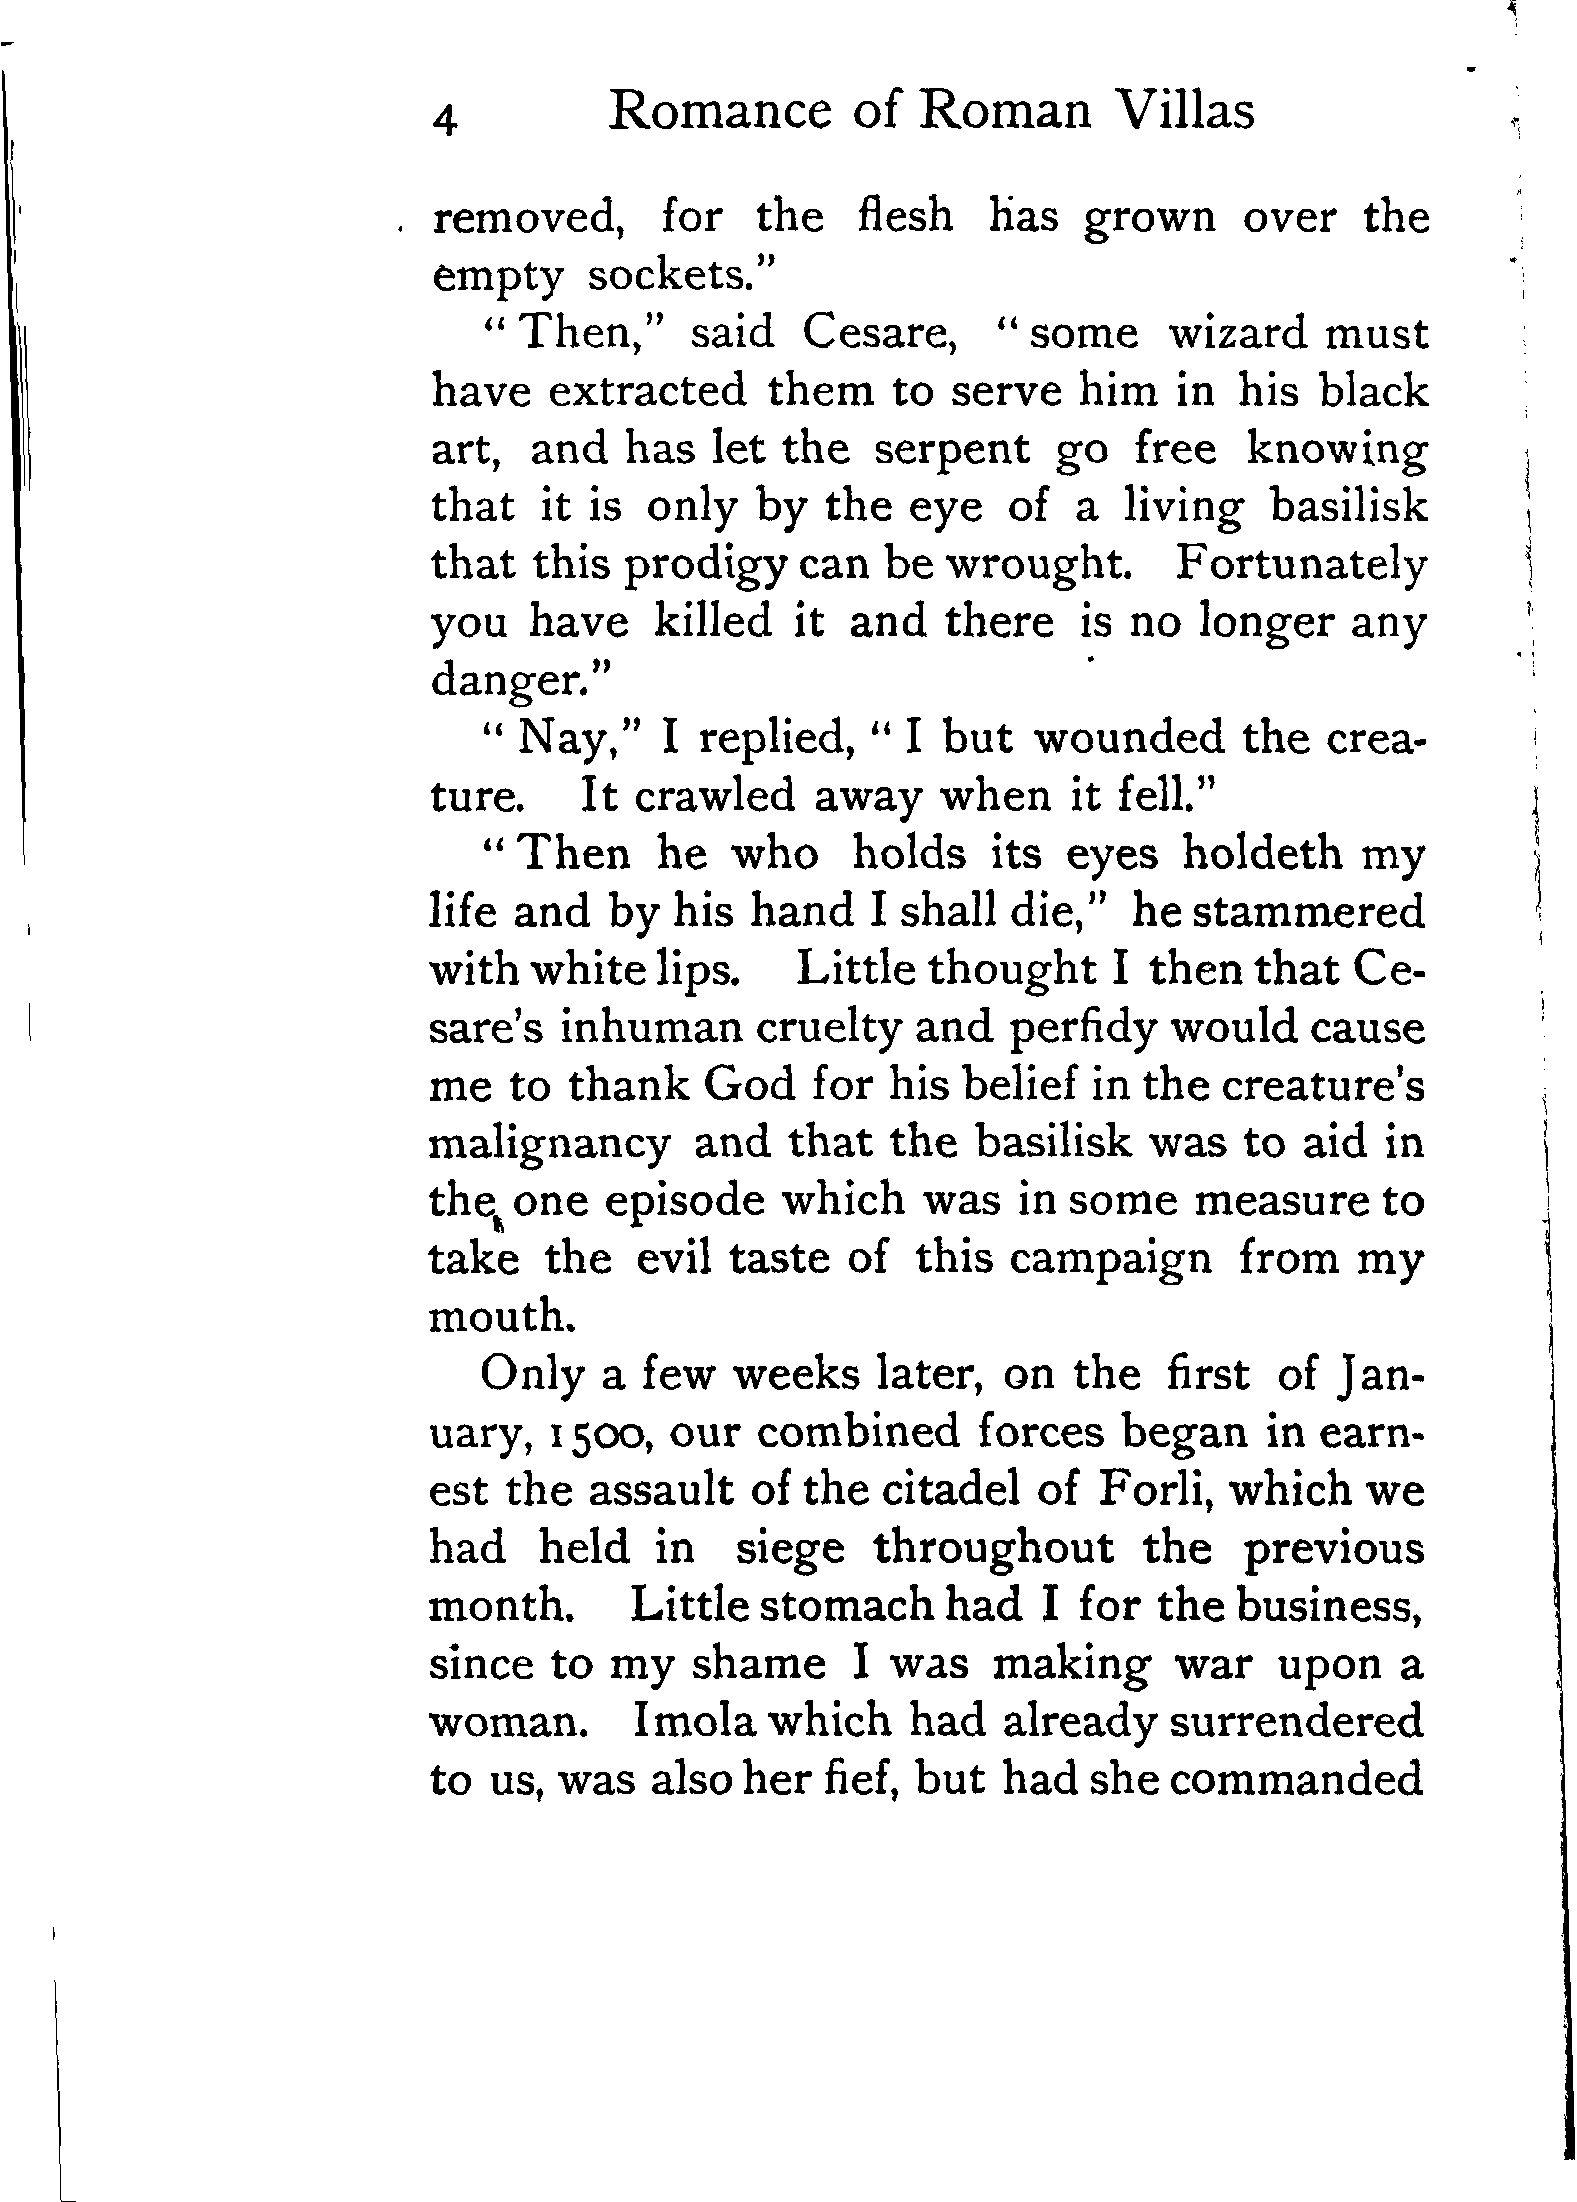 4 Romance of Roman Villas
removed, for the flesh has grown over the
empty sockets."
"Then," said Cesare, "some wizard must
have extracted them to serve him in his black
art, and has let the serpent go free knowing
that it is only by the eye of a living basilisk
that this prodigy can be wrought. Fortunately
you have killed it and there is no longer any
danger."
"Nay," I replied, "I but wounded the crea-
ture. It crawled away when it fell."
"Then he who holds its eyes holdeth my
life and by his hand I shall die," he stammered
with white lips. Little thought I then that Ce-
sare's inhuman cruelty and perfidy would cause
me to thank God for his belief in the creature's
malignancy and that the basilisk was to aid in
the one episode which was in some measure to
take the evil taste of this campaign from my
mouth.
Only a few weeks later, on the first of Jan-
uary, 1500, our combined forces began in earn-
est the assault of the citadel of Forli, which we
had held in siege throughout the previous
month. Little stomach had I for the business,
since to my shame I was making war upon a
woman. Imola which had already surrendered
to us, was also her fief, but had she commanded